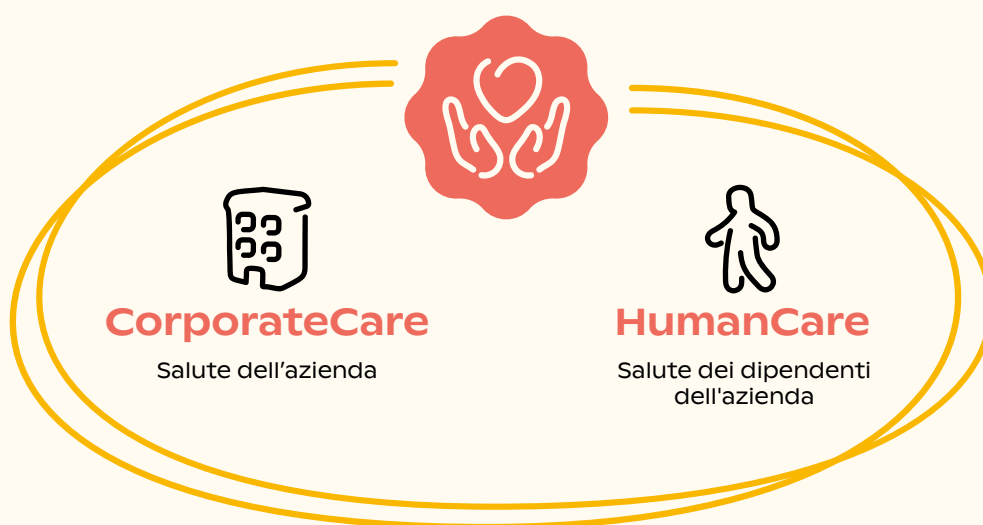 CorporateCare
Salute dell’azienda
HumanCare
Salute dei dipendenti
dell'azienda